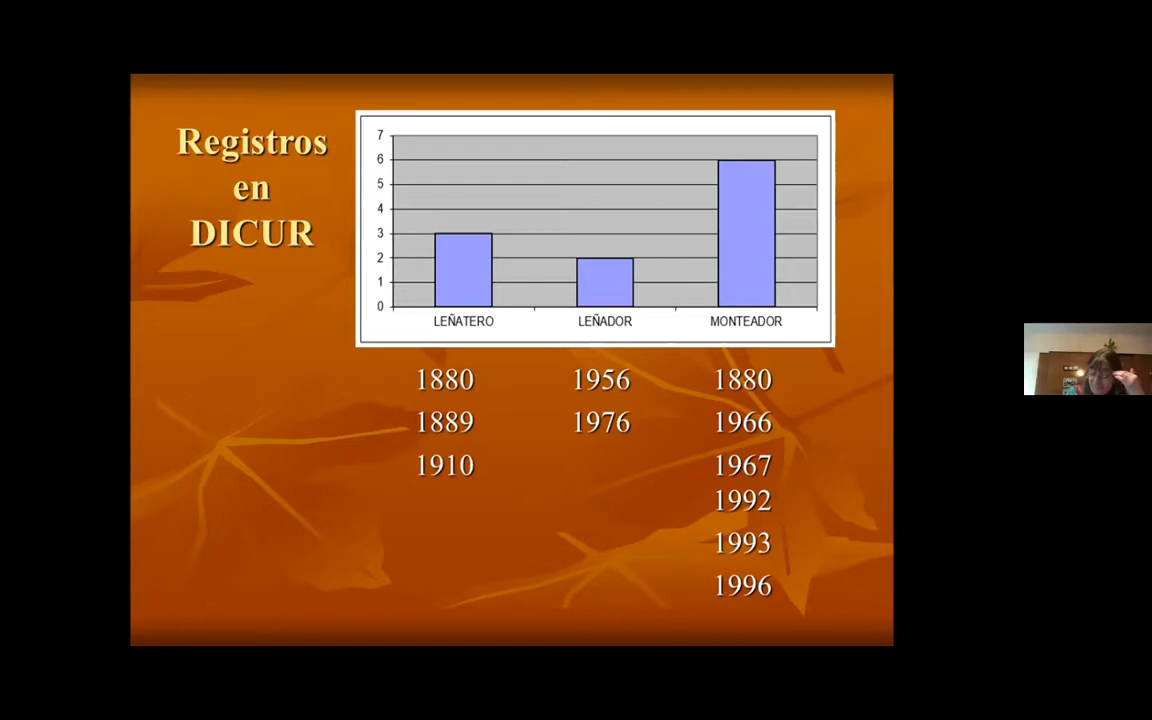 Registros
en
DICUR
7
6
5
4
3
2
1
0
LEÑATERO LEÑADOR MONTEADOR
1880 1956 1880
1889 1976 1966
1910 1967
1992
1993
1996